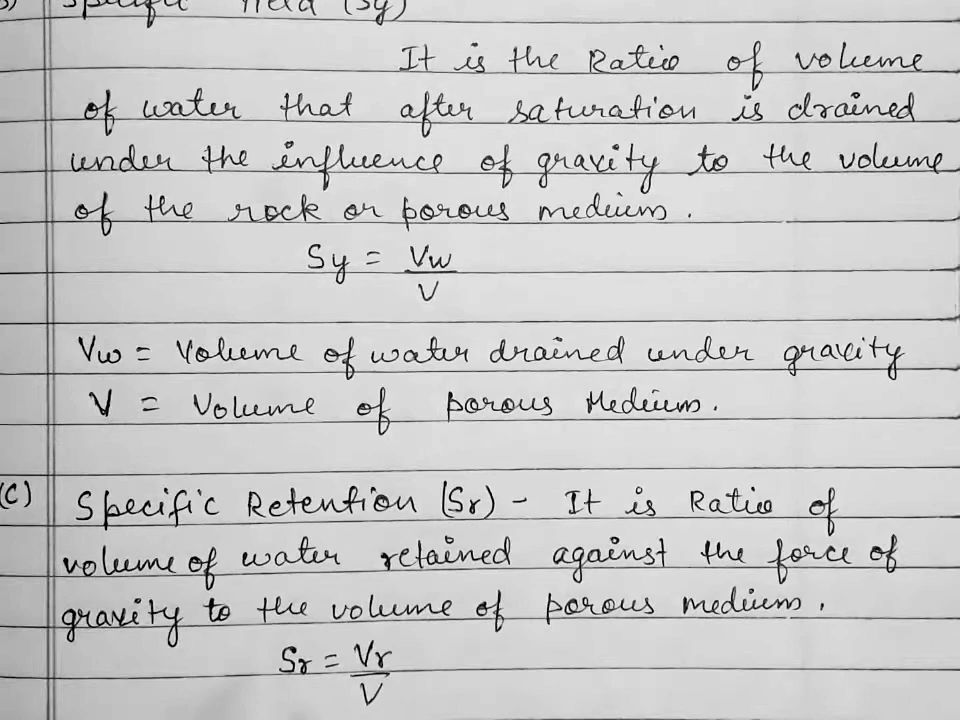 Specific Yield (Sy)
It is the Ratio of volume
of water that after saturation is drained
under the influence of gravity to the volume
of the rock or porous medium.
Sy = Vw
V
Vw = Volume of water drained under gravity
V = Volume of porous Medium.
(C) Specific Retention (Sr) - It is Ratio of
volume of water retained against the force of
gravity to the volume of porous medium.
Sr = Vr
V